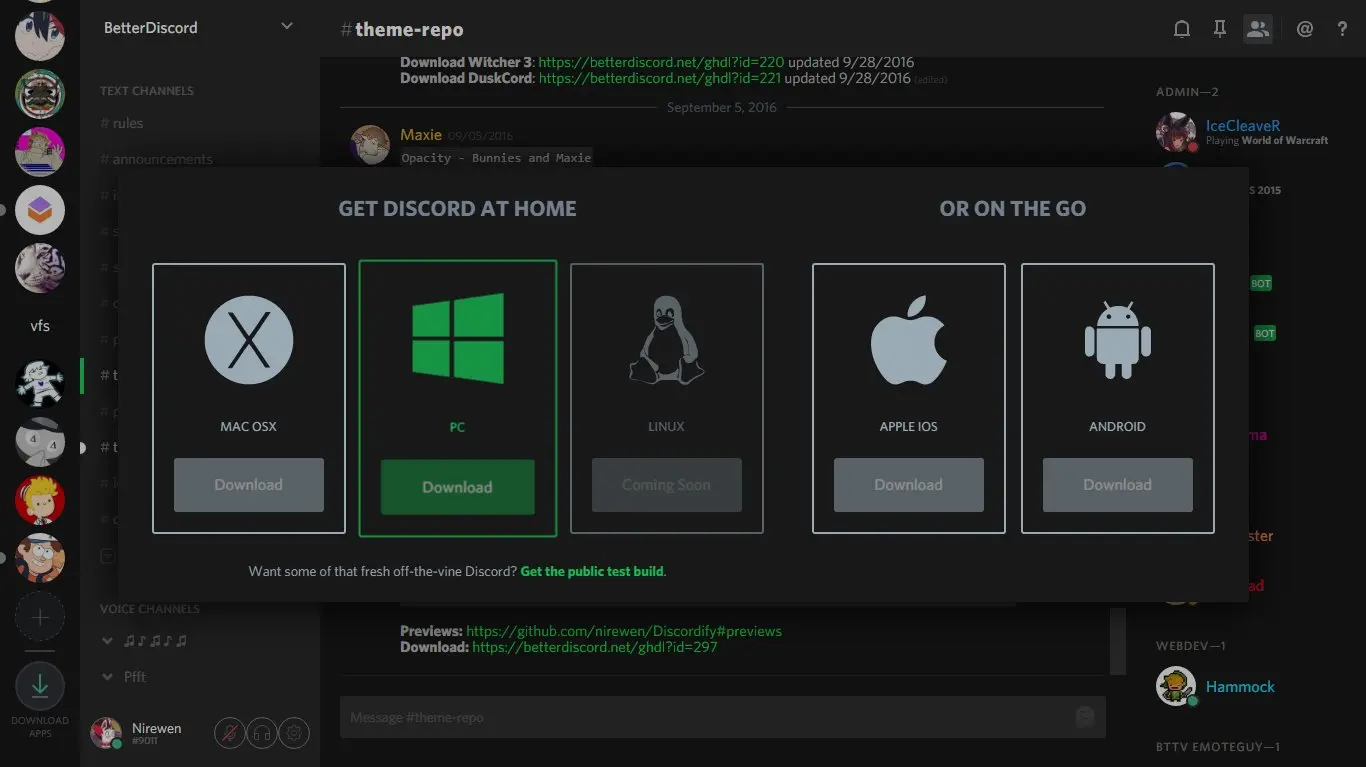 BetterDiscord
TEXT CHANNELS
# rules
# announcements
# t
# t
VOICE CHANNELS
Pfft
vfs
DOWNLOAD
APPS
Nirewen
#9011
#theme-repo
Download Witcher 3: https://betterdiscord.net/ghdl?id=220 updated 9/28/2016
Download DuskCord: https://betterdiscord.net/ghdl?id=221 updated 9/28/2016 (edited)
September 5, 2016
Maxie 09/05/2016
Opacity - Bunnies and Maxie
GET DISCORD AT HOME
MAC OSX
Download
PC
Download
LINUX
Coming Soon
OR ON THE GO
APPLE IOS
Download
ANDROID
Download
Want some of that fresh off-the-vine Discord? Get the public test build.
Previews: https://github.com/nirewen/Discordify#previews
Download: https://betterdiscord.net/ghdl?id=297
Message #theme-repo
@ ?
ADMIN—2
IceCleaveR
Playing World of Warcraft
S 2015
BOT
BOT
ma
ster
ad
WEBDEV—1
Hammock
BTTV EMOTEGUY—1